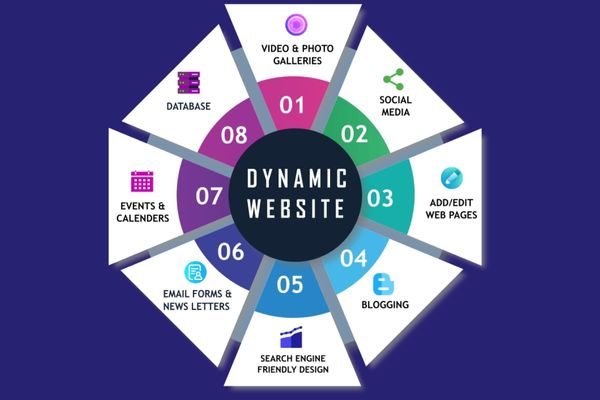 DYNAMIC
WEBSITE
01
VIDEO & PHOTO
GALLERIES
02
SOCIAL
MEDIA
03
ADD/EDIT
WEB PAGES
04
BLOGGING
05
SEARCH ENGINE
FRIENDLY DESIGN
06
EMAIL FORMS &
NEWS LETTERS
07
EVENTS &
CALENDERS
08
DATABASE